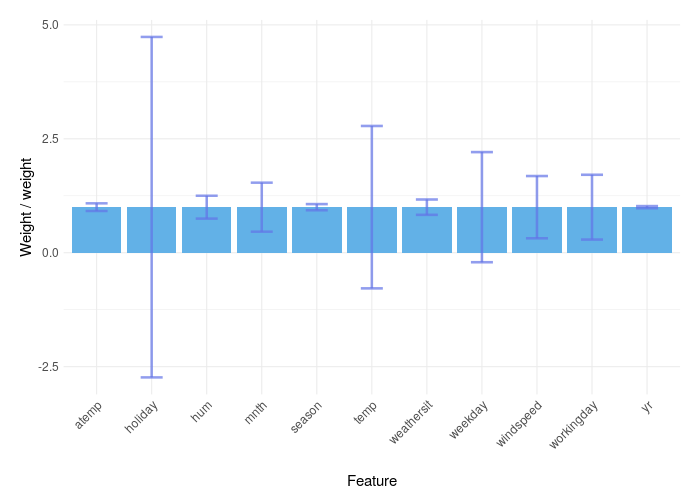 5.0
2.5
0.0
-2.5
Weight / weight
atemp
holiday
hum
mnth
season
temp
weathersit
weekday
windspeed
workingday
yr
Feature